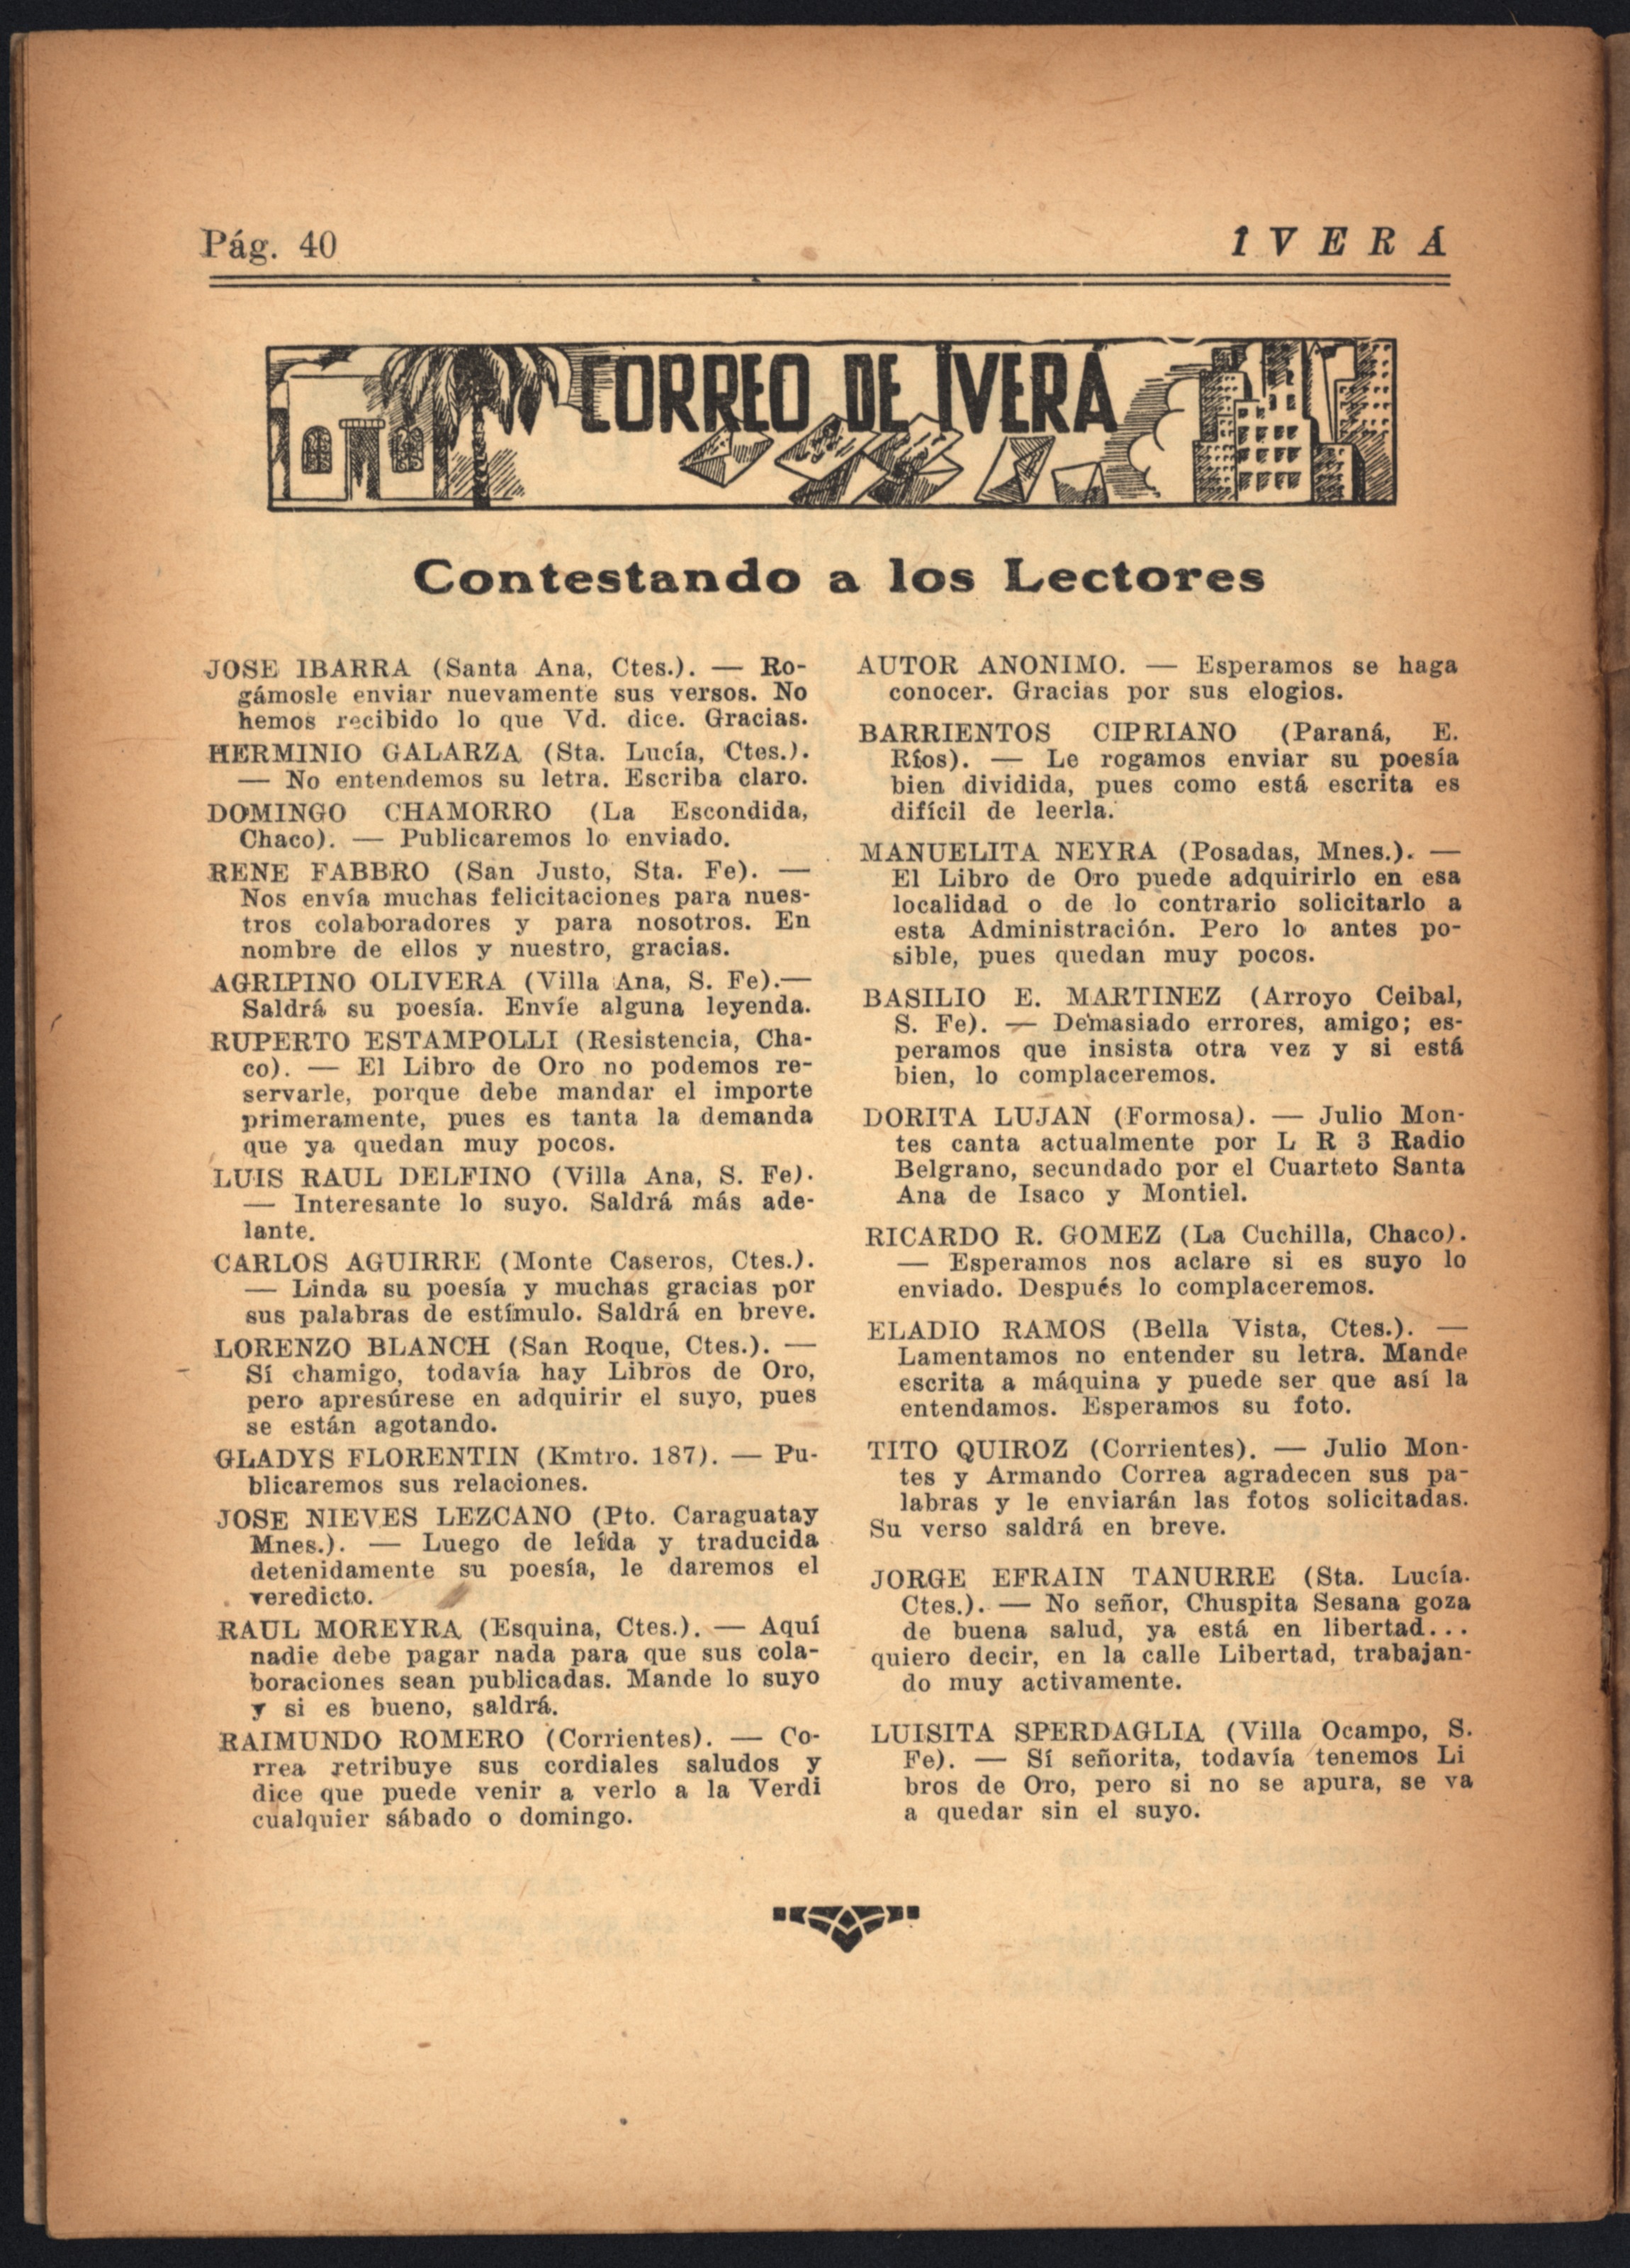 Pág. 40
Î V E R Á
CORREO DE ÍVERÁ
Contestando a los Lectores
JOSE IBARRA (Santa Ana, Ctes.). — Ro-
gámosle enviar nuevamente sus versos. No
hemos recibido lo que Vd. dice. Gracias.
HERMINIO GALARZA (Sta. Lucía, Ctes.).
— No entendemos su letra. Escriba claro.
DOMINGO CHAMORRO (La Escondida,
Chaco). — Publicaremos lo enviado.
RENE FABBRO (San Justo, Sta. Fe). —
Nos envía muchas felicitaciones para nues-
tros colaboradores y para nosotros. En
nombre de ellos y nuestro, gracias.
AGRIPINO OLIVERA (Villa Ana, S. Fe).—
Saldrá su poesía. Envíe alguna leyenda.
RUPERTO ESTAMPOLLI (Resistencia, Cha-
co). — El Libro de Oro no podemos re-
servarle, porque debe mandar el importe
primeramente, pues es tanta la demanda
que ya quedan muy pocos.
LUIS RAUL DELFINO (Villa Ana, S. Fe).
— Interesante lo suyo. Saldrá más ade-
lante.
CARLOS AGUIRRE (Monte Caseros, Ctes.).
— Linda su poesía y muchas gracias por
sus palabras de estímulo. Saldrá en breve.
LORENZO BLANCH (San Roque, Ctes.). —
Sí chamigo, todavía hay Libros de Oro,
pero apresúrese en adquirir el suyo, pues
se están agotando.
GLADYS FLORENTIN (Kmtro. 187). — Pu-
blicaremos sus relaciones.
JOSE NIEVES LEZCANO (Pto. Caraguatay
Mnes.). — Luego de leída y traducida
detenidamente su poesía, le daremos el
veredicto.
RAUL MOREYRA (Esquina, Ctes.). — Aquí
nadie debe pagar nada para que sus cola-
boraciones sean publicadas. Mande lo suyo
y si es bueno, saldrá.
RAIMUNDO ROMERO (Corrientes). — Co-
rrea retribuye sus cordiales saludos y
dice que puede venir a verlo a la Verdi
cualquier sábado o domingo.
AUTOR ANONIMO. — Esperamos se haga
conocer. Gracias por sus elogios.
BARRIENTOS CIPRIANO (Paraná, E.
Ríos). — Le rogamos enviar su poesía
bien dividida, pues como está escrita es
difícil de leerla.
MANUELITA NEYRA (Posadas, Mnes.). —
El Libro de Oro puede adquirirlo en esa
localidad o de lo contrario solicitarlo a
esta Administración. Pero lo antes po-
sible, pues quedan muy pocos.
BASILIO E. MARTINEZ (Arroyo Ceibal,
S. Fe). — Demasiado errores, amigo; es-
peramos que insista otra vez y si está
bien, lo complaceremos.
DORITA LUJAN (Formosa). — Julio Mon-
tes canta actualmente por L R 3 Radio
Belgrano, secundado por el Cuarteto Santa
Ana de Isaco y Montiel.
RICARDO R. GOMEZ (La Cuchilla, Chaco).
— Esperamos nos aclare si es suyo lo
enviado. Después lo complaceremos.
ELADIO RAMOS (Bella Vista, Ctes.). —
Lamentamos no entender su letra. Mande
escrita a máquina y puede ser que así la
entendamos. Esperamos su foto.
TITO QUIROZ (Corrientes). — Julio Mon-
tes y Armando Correa agradecen sus pa-
labras y le enviarán las fotos solicitadas.
Su verso saldrá en breve.
JORGE EFRAIN TANURRE (Sta. Lucía.
Ctes.). — No señor, Chuspita Sesana goza
de buena salud, ya está en libertad...
quiero decir, en la calle Libertad, trabajan-
do muy activamente.
LUISITA SPERDAGLIA (Villa Ocampo, S.
Fe). — Sí señorita, todavía tenemos Li
bros de Oro, pero si no se apura, se va
a quedar sin el suyo.